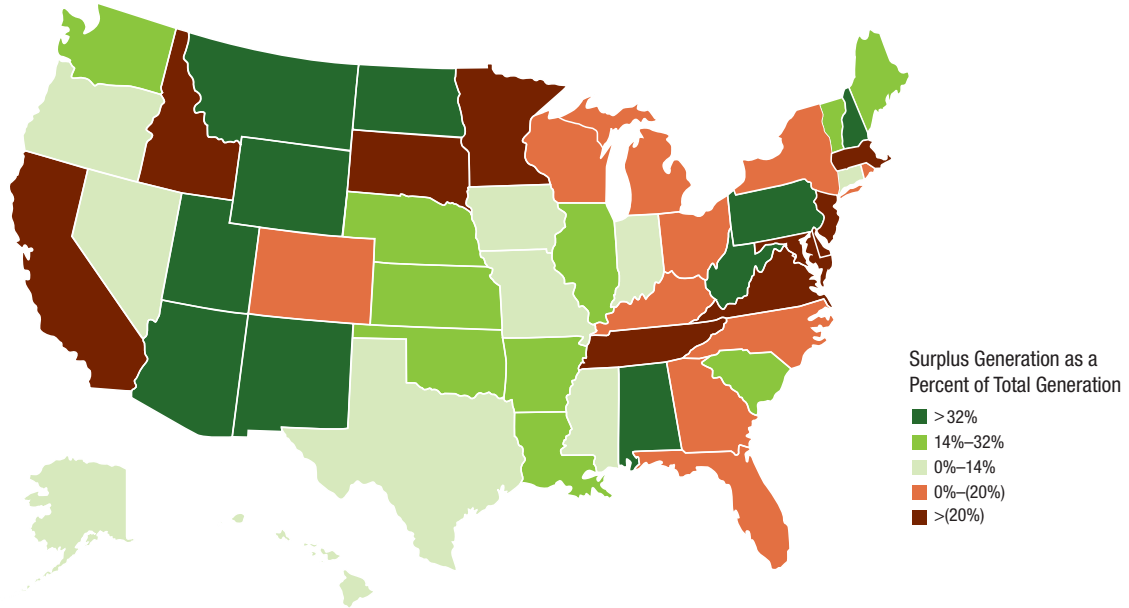 Surplus Generation as a
Percent of Total Generation
>32%
14%–32%
0%–14%
0%–(20%)
>(20%)